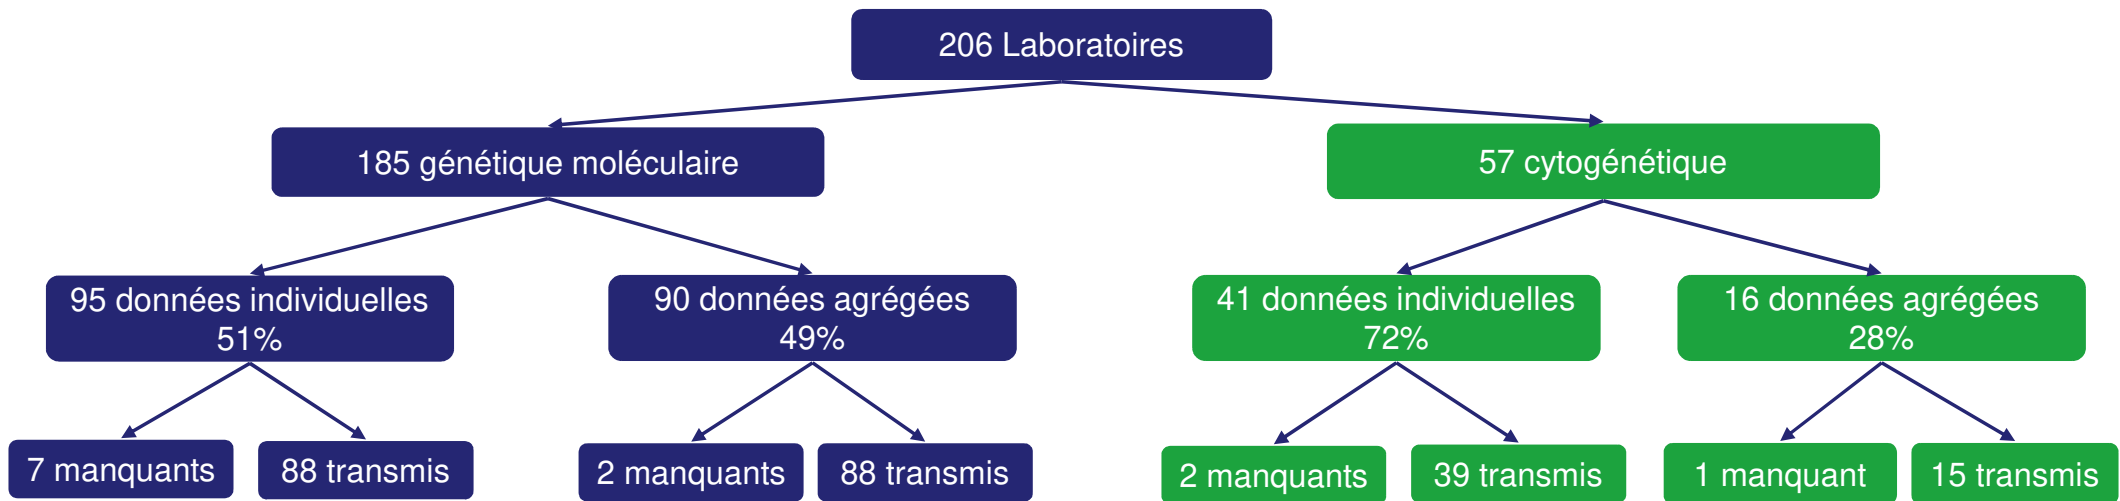 206 Laboratoires
185 génétique moléculaire
57 cytogénétique
95 données individuelles
51%
90 données agrégées
49%
41 données individuelles
72%
16 données agrégées
28%
7 manquants
88 transmis
2 manquants
88 transmis
2 manquants
39 transmis
1 manquant
15 transmis